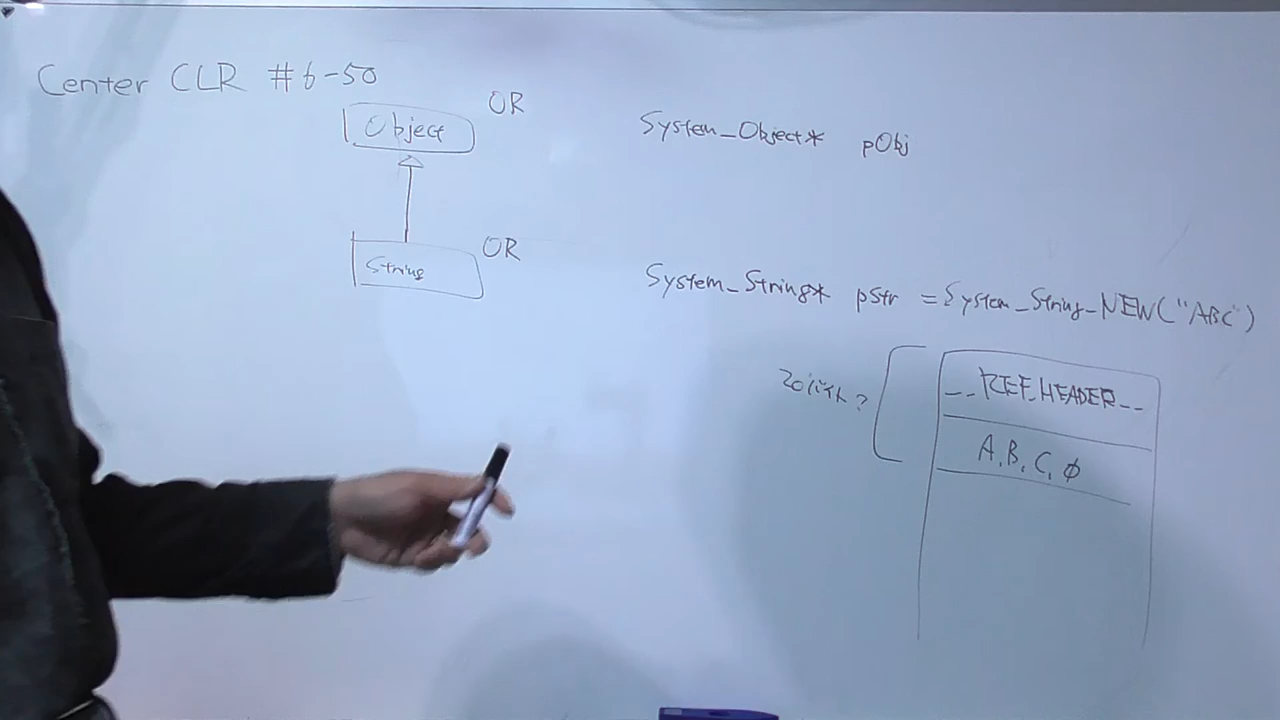 Center CLR #6-50
Object
OR
System_Object* pObj
String
OR
System_String* pStr = System_String_NEW("ABC")
20バイト?
__REF_HEADER__
A, B, C, φ